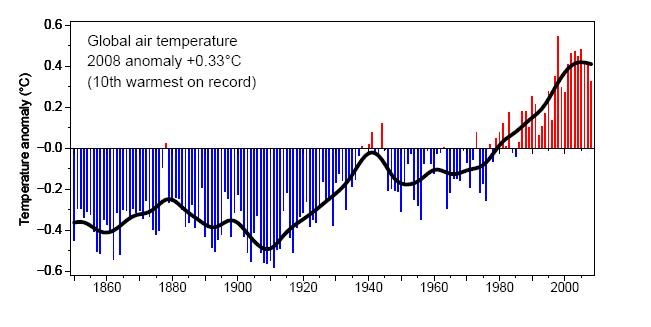 Global air temperature
2008 anomaly +0.33°C
(10th warmest on record)
Temperature anomaly (°C)
0.6
0.4
0.2
-0.0
-0.2
-0.4
-0.6
1860 1880 1900 1920 1940 1960 1980 2000